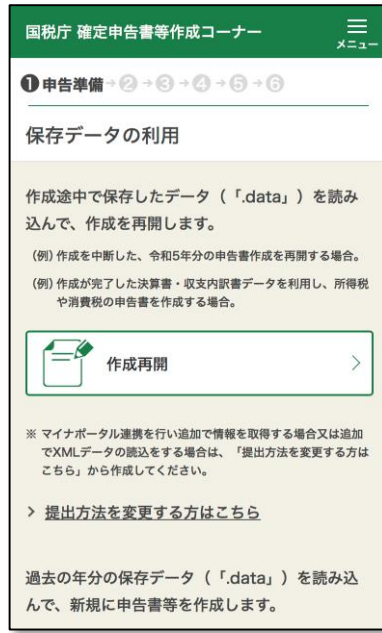 国税庁 確定申告書等作成コーナー
メニュー
❶申告準備→❷→❸→❹→❺→❻
保存データの利用
作成途中で保存したデータ（「.data」）を読み
込んで、作成を再開します。
（例）作成を中断した、令和5年分の申告書作成を再開する場合。
（例）作成が完了した決算書・収支内訳書データを利用し、所得税
や消費税の申告書を作成する場合。
作成再開
※ マイナポータル連携を行い追加で情報を取得する場合又は追加
でXMLデータの読込をする場合は、「提出方法を変更する方は
こちら」から作成してください。
提出方法を変更する方はこちら
過去の年分の保存データ（「.data」）を読み込
んで、新規に申告書等を作成します。